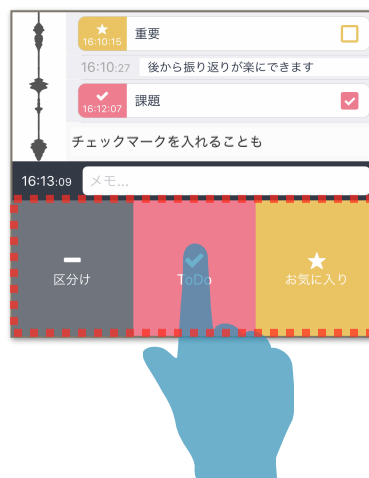 16:10:15 重要
16:10:27 後から振り返りが楽にできます
16:12:07 課題
チェックマークを入れることも
16:13:09 メモ...
区分け ToDo お気に入り